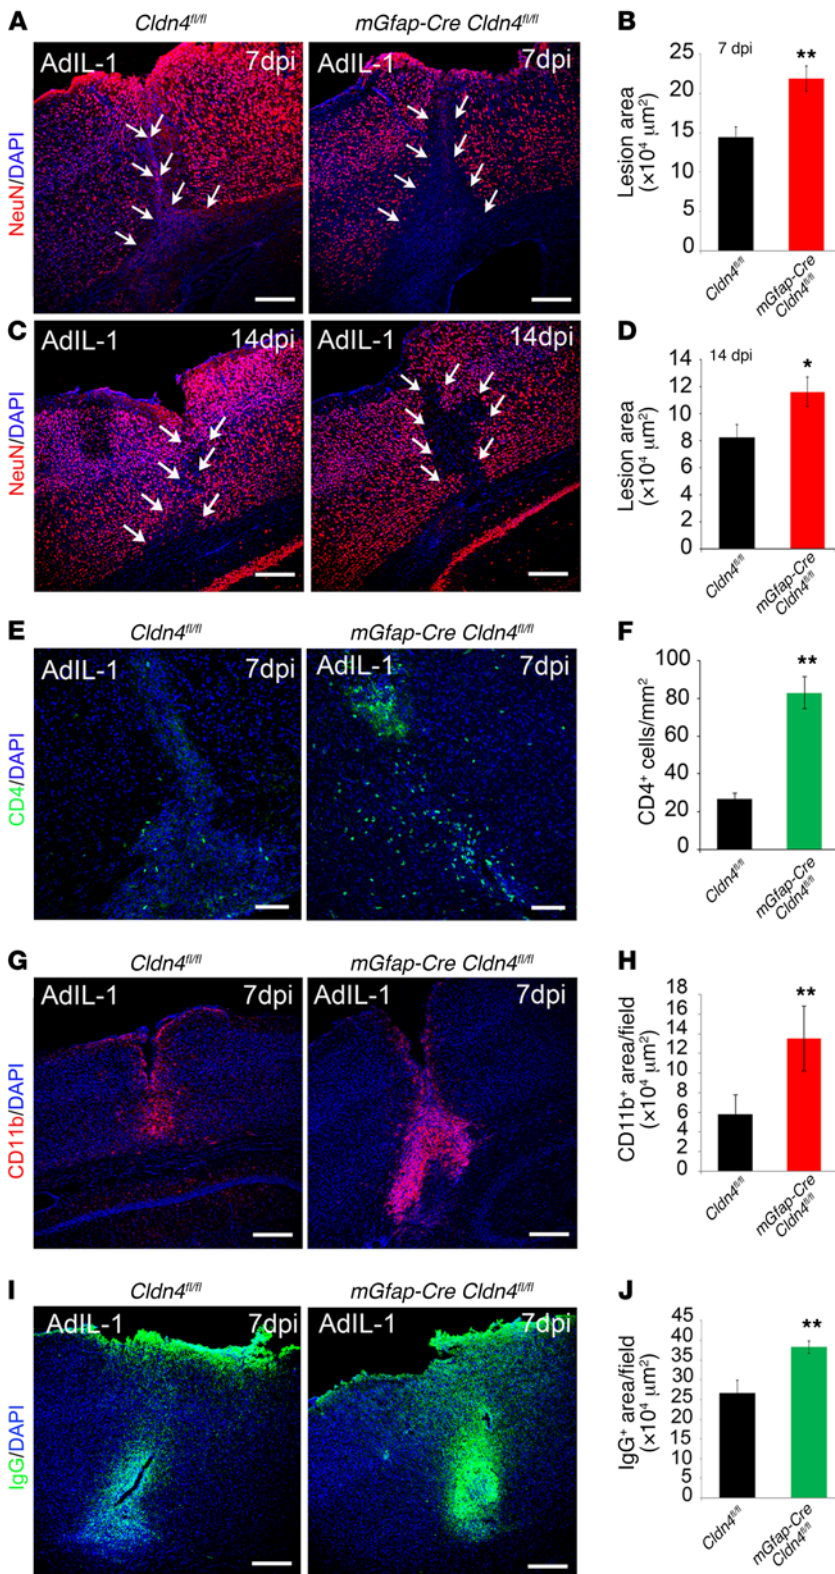 A
Cldn4fl/fl
mGfap-Cre Cldn4fl/fl
AdIL-1 7dpi
AdIL-1 7dpi
NeuN/DAPI
B
7 dpi
**
Lesion area
(×10⁴ μm²)
25
20
15
15
5
0
Cldn4fl/fl
mGfap-Cre
Cldn4fl/fl
C
AdIL-1 14dpi
AdIL-1 14dpi
NeuN/DAPI
D
14 dpi
*
Lesion area
(×10⁴ μm²)
14
12
10
8
6
4
2
0
Cldn4fl/fl
mGfap-Cre
Cldn4fl/fl
E
Cldn4fl/fl
mGfap-Cre Cldn4fl/fl
AdIL-1 7dpi
AdIL-1 7dpi
CD4/DAPI
F
**
CD4⁺ cells/mm²
100
80
60
40
20
0
Cldn4fl/fl
mGfap-Cre
Cldn4fl/fl
G
Cldn4fl/fl
mGfap-Cre Cldn4fl/fl
AdIL-1 7dpi
AdIL-1 7dpi
CD11b/DAPI
H
**
CD11b⁺ area/field
(×10⁴ μm²)
18
16
14
12
10
8
6
4
2
0
Cldn4fl/fl
mGfap-Cre
Cldn4fl/fl
I
Cldn4fl/fl
mGfap-Cre Cldn4fl/fl
AdIL-1 7dpi
AdIL-1 7dpi
IgG/DAPI
J
**
IgG⁺ area/field
(×10⁴ μm²)
45
40
35
30
25
25
15
10
5
0
Cldn4fl/fl
mGfap-Cre
Cldn4fl/fl